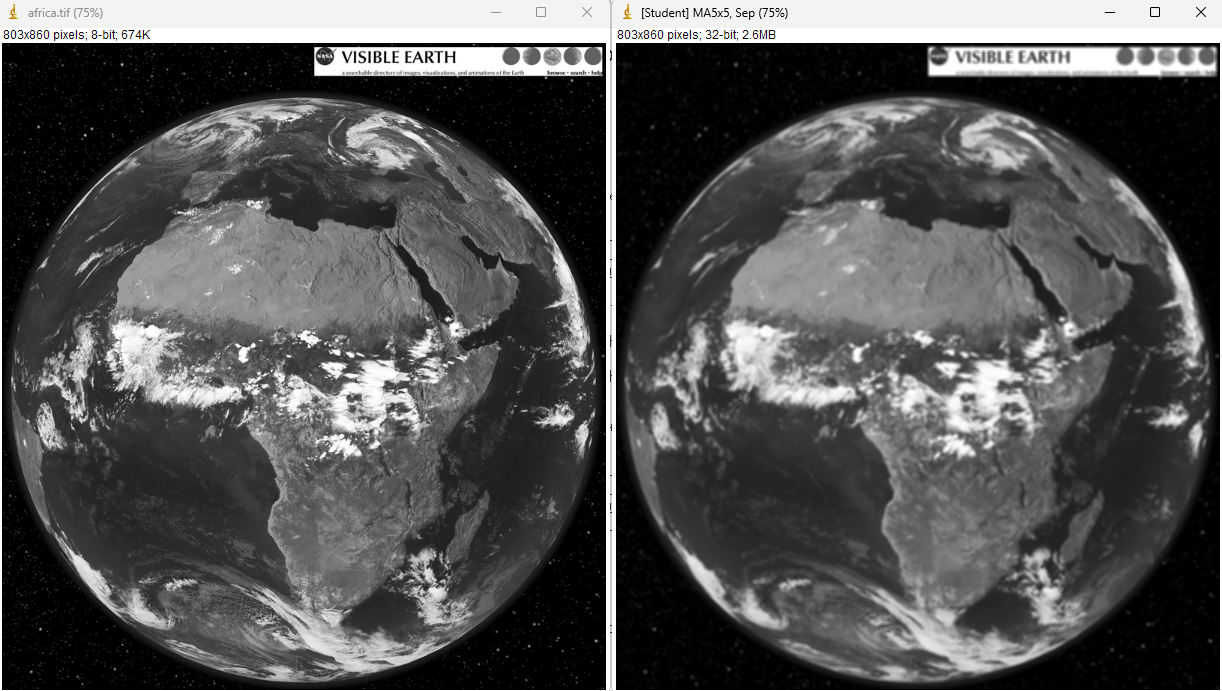 africa.tif (75%)
803x860 pixels; 8-bit; 674K
NASA
VISIBLE EARTH
a searchable directory of images, visualizations, and animations of the Earth
browse • search • help
[Student] MA5x5, Sep (75%)
803x860 pixels; 32-bit; 2.6MB
VISIBLE EARTH